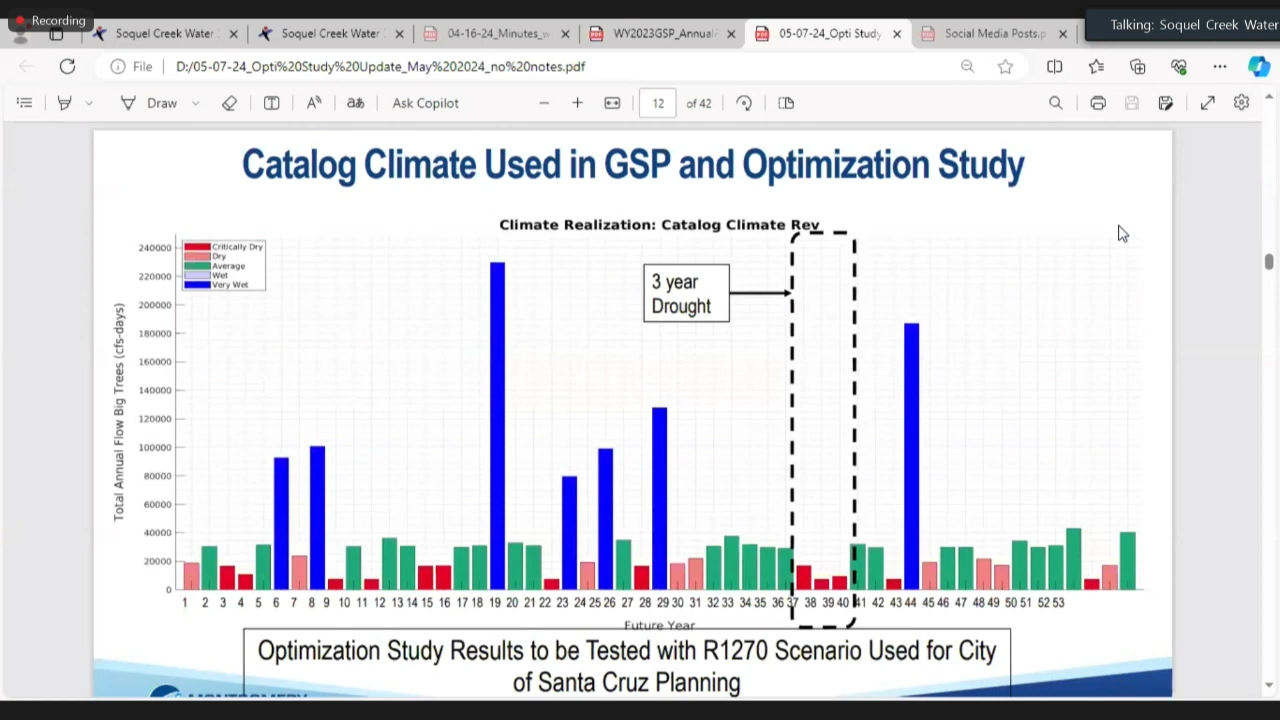 Recording
Soquel Creek Water
Soquel Creek Water
04-16-24_Minutes_w
WY2023GSP_Annual
05-07-24_Opti Study
Social Media Posts.p
Talking: Soquel Creek Water
File
D:/05-07-24_Opti%20Study%20Update_May%202024_no%20notes.pdf
Draw
Ask Copilot
12
of 42
Catalog Climate Used in GSP and Optimization Study
Climate Realization: Catalog Climate Rev
Critically Dry
Dry
Average
Wet
Very Wet
3 year
Drought
Total Annual Flow Big Trees (cfs-days)
240000
220000
200000
180000
160000
140000
120000
100000
80000
60000
40000
20000
0
1 2 3 4 5 6 7 8 9 10 11 12 13 14 15 16 17 18 19 20 21 22 23 24 25 26 27 28 29 30 31 32 33 34 35 36 37 38 39 40 41 42 43 44 45 46 47 48 49 50 51 52 53
Future Year
Optimization Study Results to be Tested with R1270 Scenario Used for City
of Santa Cruz Planning
MONTGOMERY